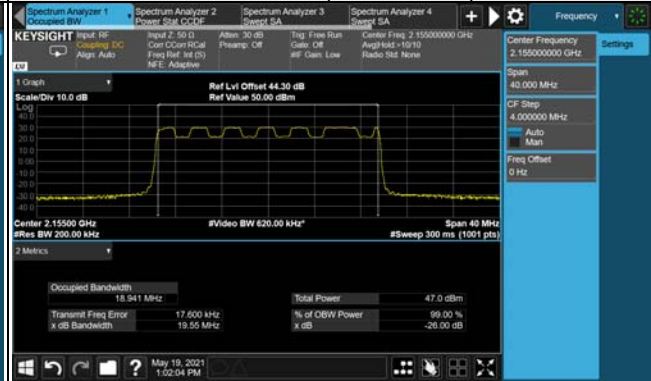 Spectrum Analyzer 1
Occupied BW
Spectrum Analyzer 2
Power Stat CCDF
Spectrum Analyzer 3
Swept SA
Spectrum Analyzer 4
Swept SA
Frequency
KEYSIGHT
Input: RF
Coupling: DC
Align: Auto
Input Z: 50 Ω
Corr CCorr RCal
Freq Ref: Int (S)
NFE: Adaptive
Atten: 30 dB
Preamp: Off
Trig: Free Run
Gate: Off
#IF Gain: Low
Center Freq: 2.155000000 GHz
Avg|Hold:>10/10
Radio Std: None
LXI
1 Graph
Scale/Div 10.0 dB
Ref Lvl Offset 44.30 dB
Ref Value 50.00 dBm
Log
40.0
30.0
20.0
10.0
0.00
-10.0
-20.0
-30.0
-40.0
Center 2.15500 GHz
#Res BW 200.00 kHz
#Video BW 620.00 kHz*
Span 40 MHz
#Sweep 300 ms (1001 pts)
2 Metrics
Occupied Bandwidth
18.941 MHz
Total Power 47.0 dBm
Transmit Freq Error 17.600 kHz
% of OBW Power 99.00 %
x dB Bandwidth 19.55 MHz
x dB -26.00 dB
May 19, 2021
1:02:04 PM
Center Frequency
2.155000000 GHz
Settings
Span
40.000 MHz
CF Step
4.000000 MHz
Auto
Man
Freq Offset
0 Hz